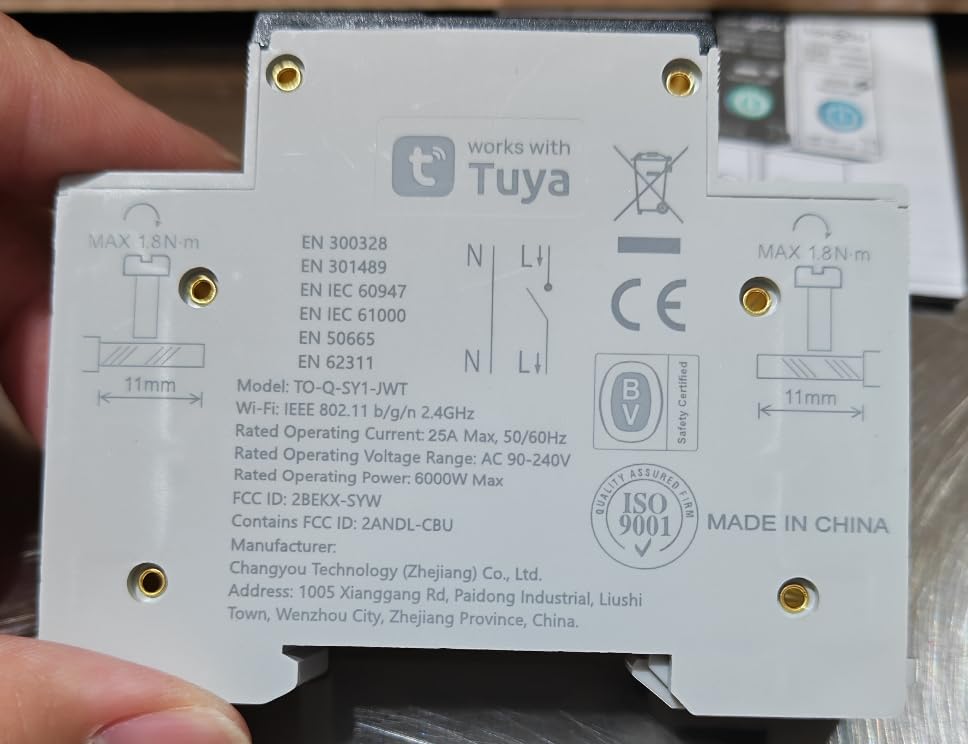 works with
Tuya
MAX 1.8N·m
11mm
EN 300328
EN 301489
EN IEC 60947
EN IEC 61000
EN 50665
EN 62311
N L
N L
MAX 1.8N·m
11mm
CE
BV
Safety Certified
Model: TO-Q-SY1-JWT
Wi-Fi: IEEE 802.11 b/g/n 2.4GHz
Rated Operating Current: 25A Max, 50/60Hz
Rated Operating Voltage Range: AC 90-240V
Rated Operating Power: 6000W Max
FCC ID: 2BEKX-SYW
Contains FCC ID: 2ANDL-CBU
Manufacturer:
Changyou Technology (Zhejiang) Co., Ltd.
Address: 1005 Xianggang Rd, Paidong Industrial, Liushi
Town, Wenzhou City, Zhejiang Province, China.
QUALITY ASSURED FIRM
ISO
9001
MADE IN CHINA